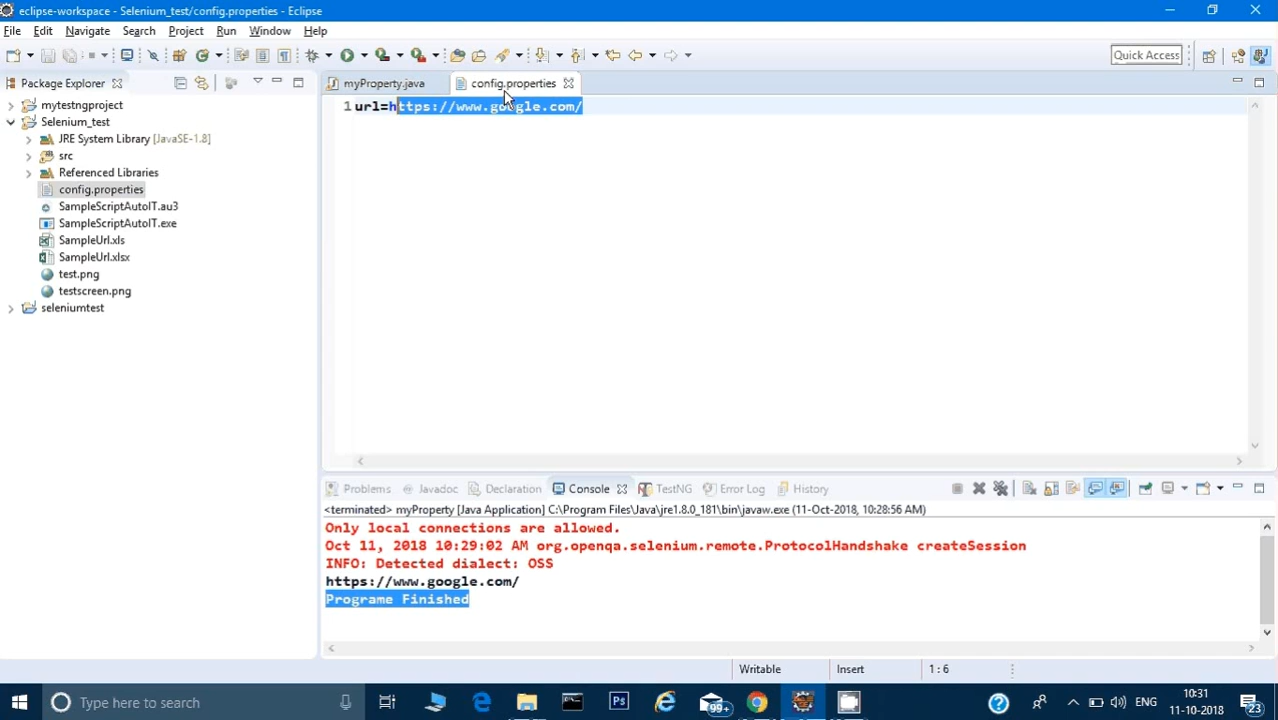 eclipse-workspace - Selenium_test/config.properties - Eclipse
File Edit Navigate Search Project Run Window Help
Quick Access
Package Explorer
myProperty.java config.properties
mytestngproject
Selenium_test
JRE System Library [JavaSE-1.8]
src
Referenced Libraries
config.properties
SampleScriptAutoIT.au3
SampleScriptAutoIT.exe
SampleUrl.xls
SampleUrl.xlsx
test.png
testscreen.png
seleniumtest
1 url=https://www.google.com/
Problems Javadoc Declaration Console TestNG Error Log History
<terminated> myProperty [Java Application] C:\Program Files\Java\jre1.8.0_181\bin\javaw.exe (11-Oct-2018, 10:28:56 AM)
Only local connections are allowed.
Oct 11, 2018 10:29:02 AM org.openqa.selenium.remote.ProtocolHandshake createSession
INFO: Detected dialect: OSS
https://www.google.com/
Programe Finished
Writable Insert 1 : 6
Type here to search
99+
ENG
10:31
11-10-2018
23